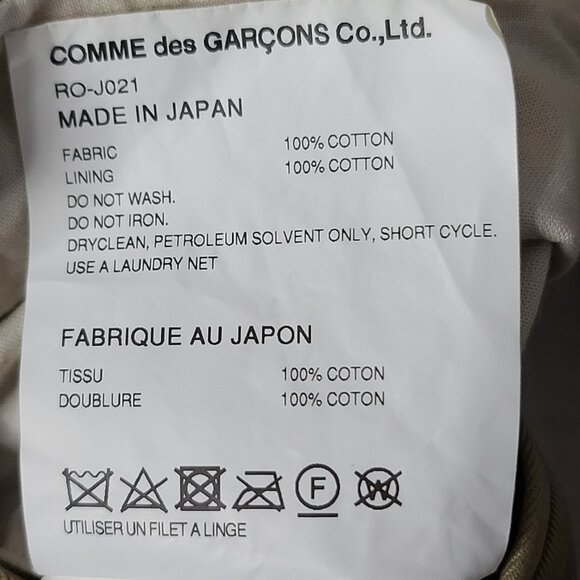 COMME des GARÇONS Co.,Ltd.
RO-J021
MADE IN JAPAN
FABRIC 100% COTTON
LINING 100% COTTON
DO NOT WASH.
DO NOT IRON.
DRYCLEAN, PETROLEUM SOLVENT ONLY, SHORT CYCLE.
USE A LAUNDRY NET
FABRIQUE AU JAPON
TISSU 100% COTON
DOUBLURE 100% COTON
F W
UTILISER UN FILET A LINGE